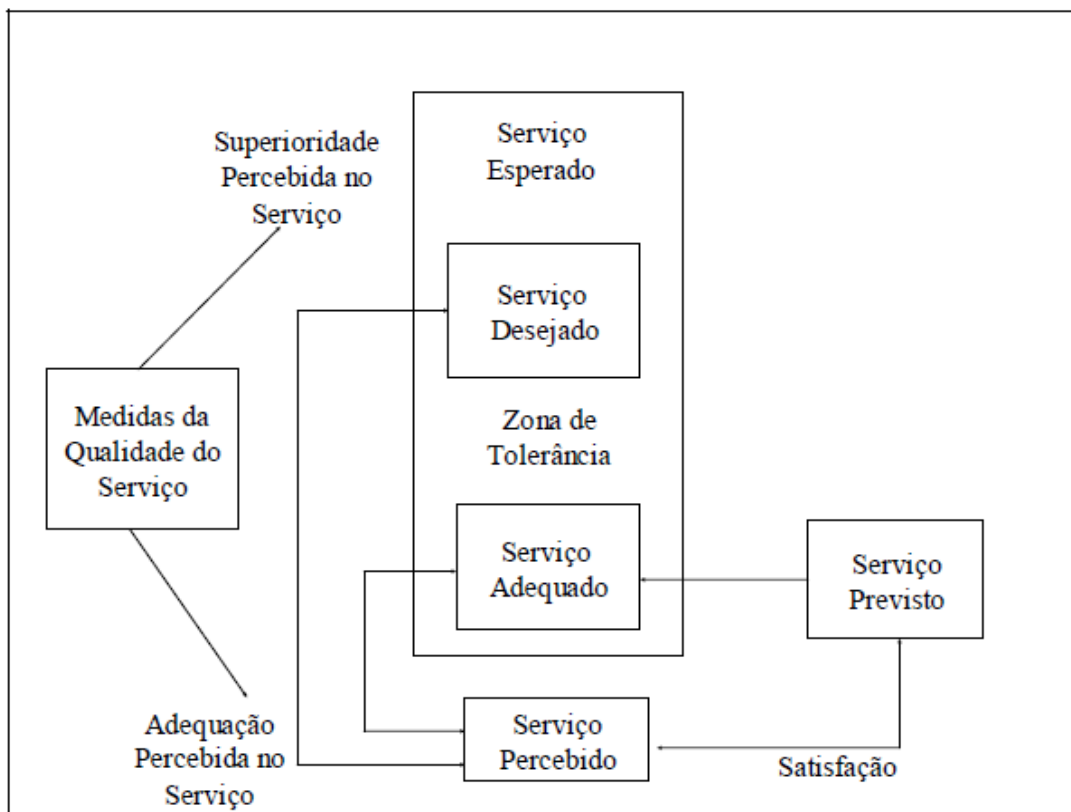 Superioridade
Percebida no
Serviço
Serviço
Esperado
Serviço
Desejado
Medidas da
Qualidade do
Serviço
Zona de
Tolerância
Serviço
Adequado
Serviço
Previsto
Adequação
Percebida no
Serviço
Serviço
Percebido
Satisfação